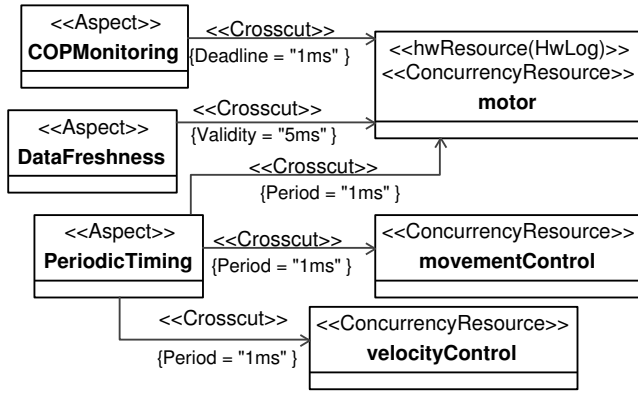 <<Aspect>>
COPMonitoring
<<Crosscut>>
{Deadline = "1ms" }
<<hwResource(HwLog)>>
<<ConcurrencyResource>>
motor
<<Aspect>>
DataFreshness
<<Crosscut>>
{Validity = "5ms" }
<<Crosscut>>
{Period = "1ms" }
<<Aspect>>
PeriodicTiming
<<Crosscut>>
{Period = "1ms" }
<<ConcurrencyResource>>
movementControl
<<Crosscut>>
{Period = "1ms" }
<<ConcurrencyResource>>
velocityControl